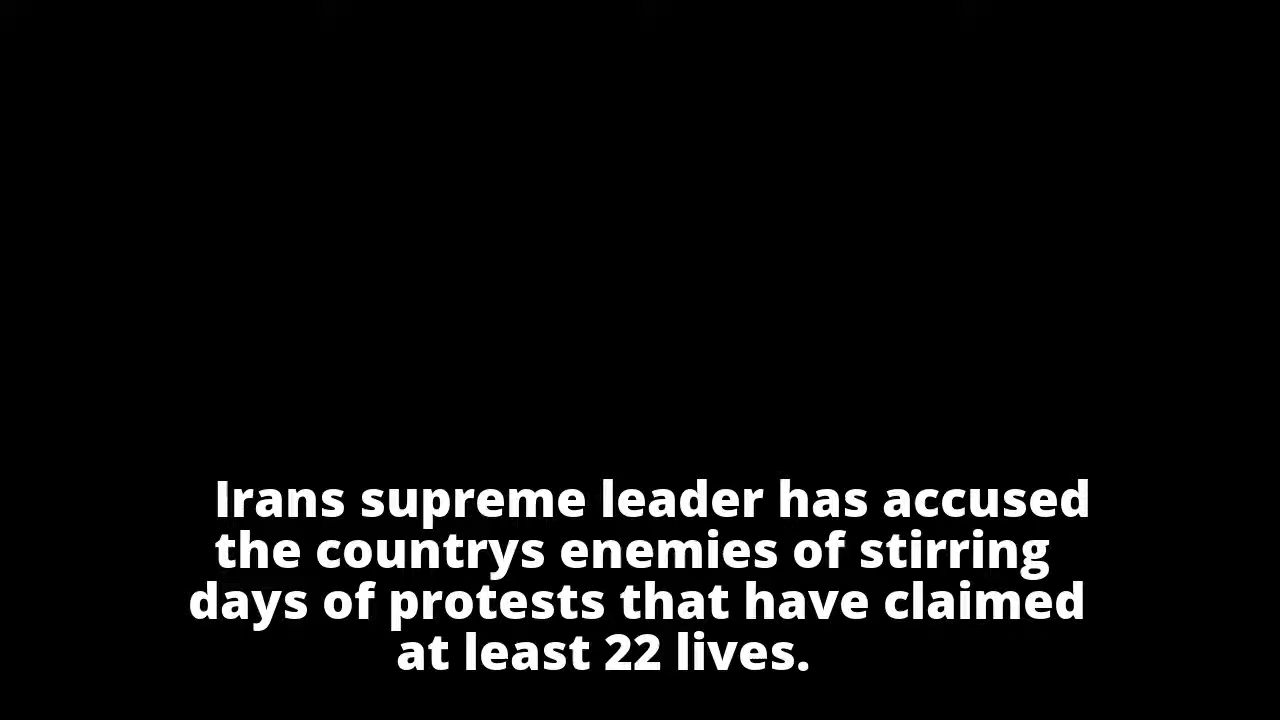 Irans supreme leader has accused
the countrys enemies of stirring
days of protests that have claimed
at least 22 lives.